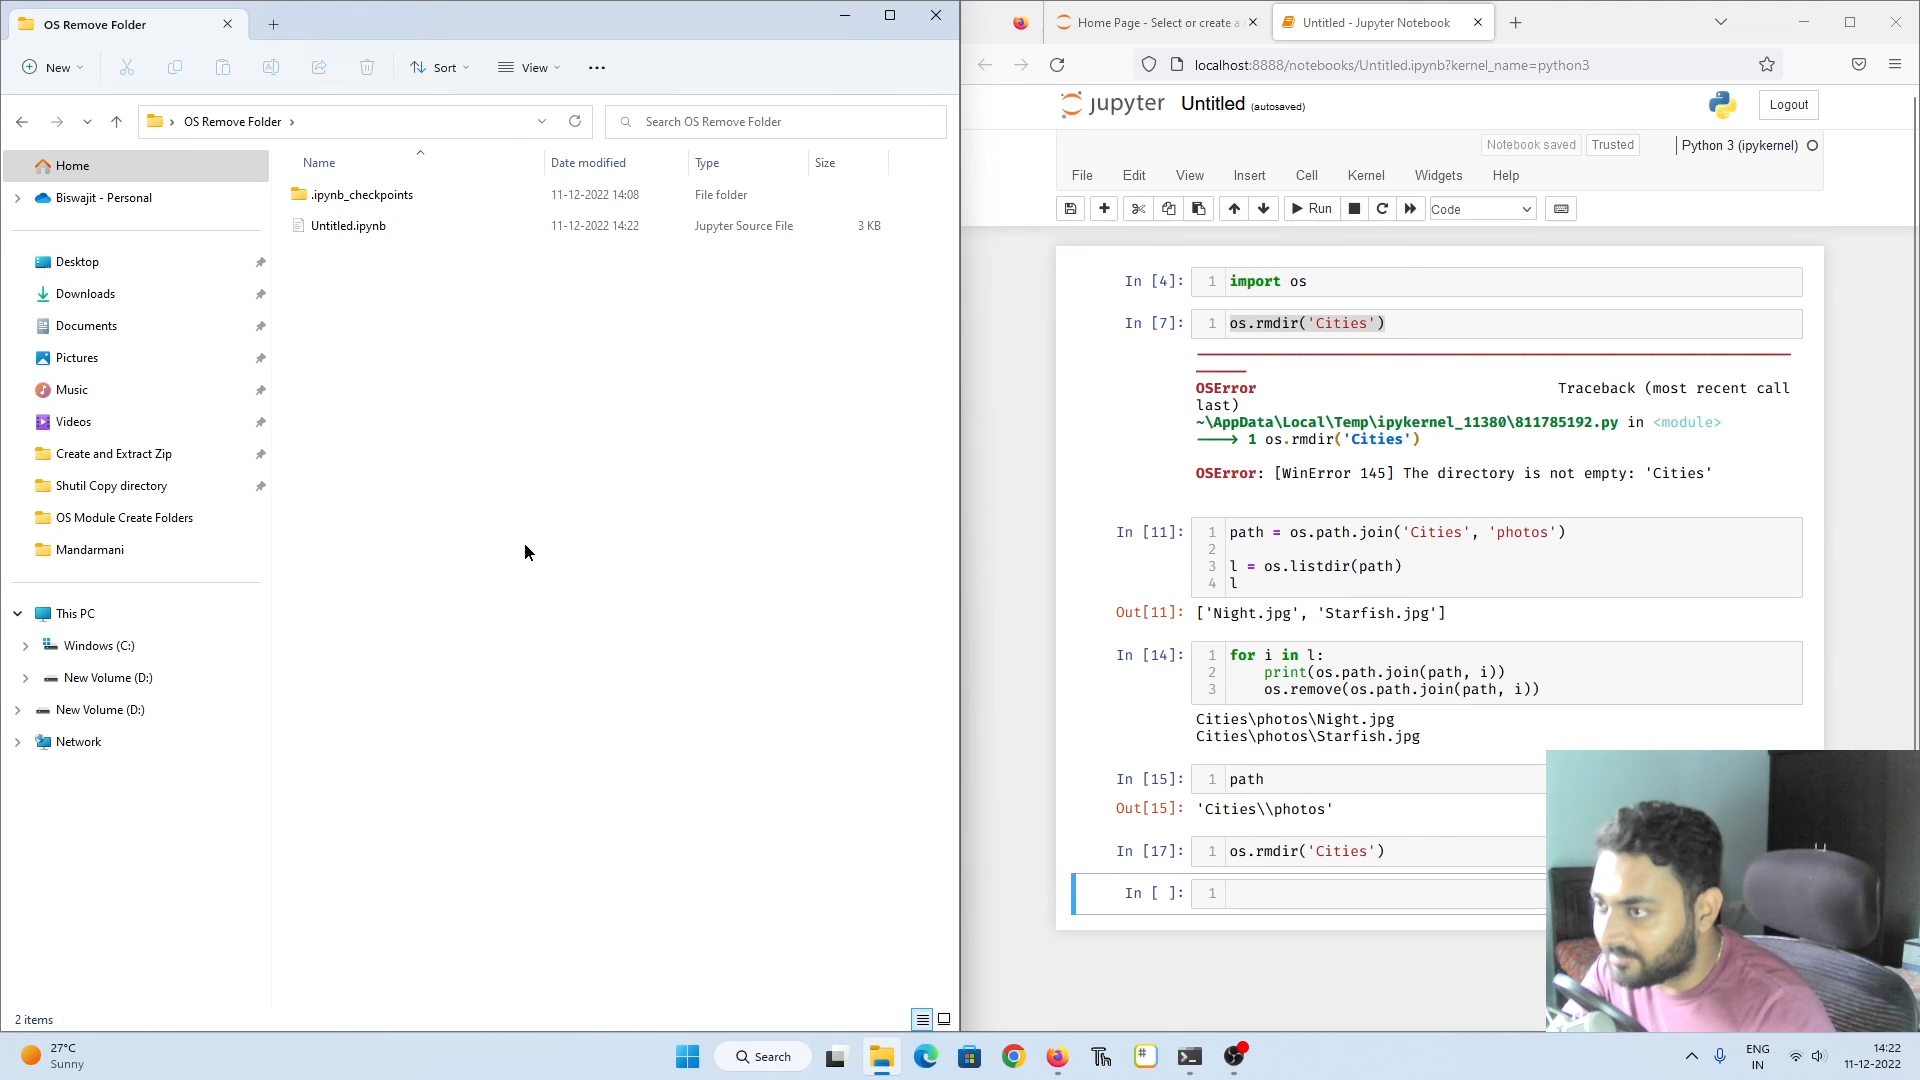 OS Remove Folder
New
Sort
View
OS Remove Folder
Search OS Remove Folder
Home
Biswajit - Personal
Desktop
Downloads
Documents
Pictures
Music
Videos
Create and Extract Zip
Shutil Copy directory
OS Module Create Folders
Mandarmani
This PC
Windows (C:)
New Volume (D:)
New Volume (D:)
Network
Name Date modified Type Size
.ipynb_checkpoints 11-12-2022 14:08 File folder
Untitled.ipynb 11-12-2022 14:22 Jupyter Source File 3 KB
2 items
Home Page - Select or create a
Untitled - Jupyter Notebook
localhost:8888/notebooks/Untitled.ipynb?kernel_name=python3
jupyter Untitled (autosaved)
Logout
Notebook saved Trusted Python 3 (ipykernel)
File Edit View Insert Cell Kernel Widgets Help
Run Code
In [4]: 1 import os
In [7]: 1 os.rmdir('Cities')
OSError Traceback (most recent call
last)
~\AppData\Local\Temp\ipykernel_11380\811785192.py in <module>
----> 1 os.rmdir('Cities')
OSError: [WinError 145] The directory is not empty: 'Cities'
In [11]: 1 path = os.path.join('Cities', 'photos')
2
3 l = os.listdir(path)
4 l
Out[11]: ['Night.jpg', 'Starfish.jpg']
In [14]: 1 for i in l:
2 print(os.path.join(path, i))
3 os.remove(os.path.join(path, i))
Cities\photos\Night.jpg
Cities\photos\Starfish.jpg
In [15]: 1 path
Out[15]: 'Cities\\photos'
In [17]: 1 os.rmdir('Cities')
In [ ]: 1
27°C
Sunny
Search
ENG
IN
14:22
11-12-2022